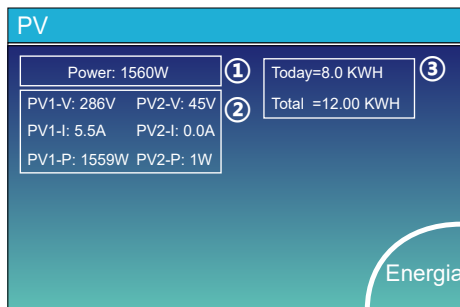 PV
Power: 1560W ①
PV1-V: 286V PV2-V: 45V ②
PV1-I: 5.5A PV2-I: 0.0A
PV1-P: 1559W PV2-P: 1W
Today=8.0 KWH ③
Total =12.00 KWH
Energia